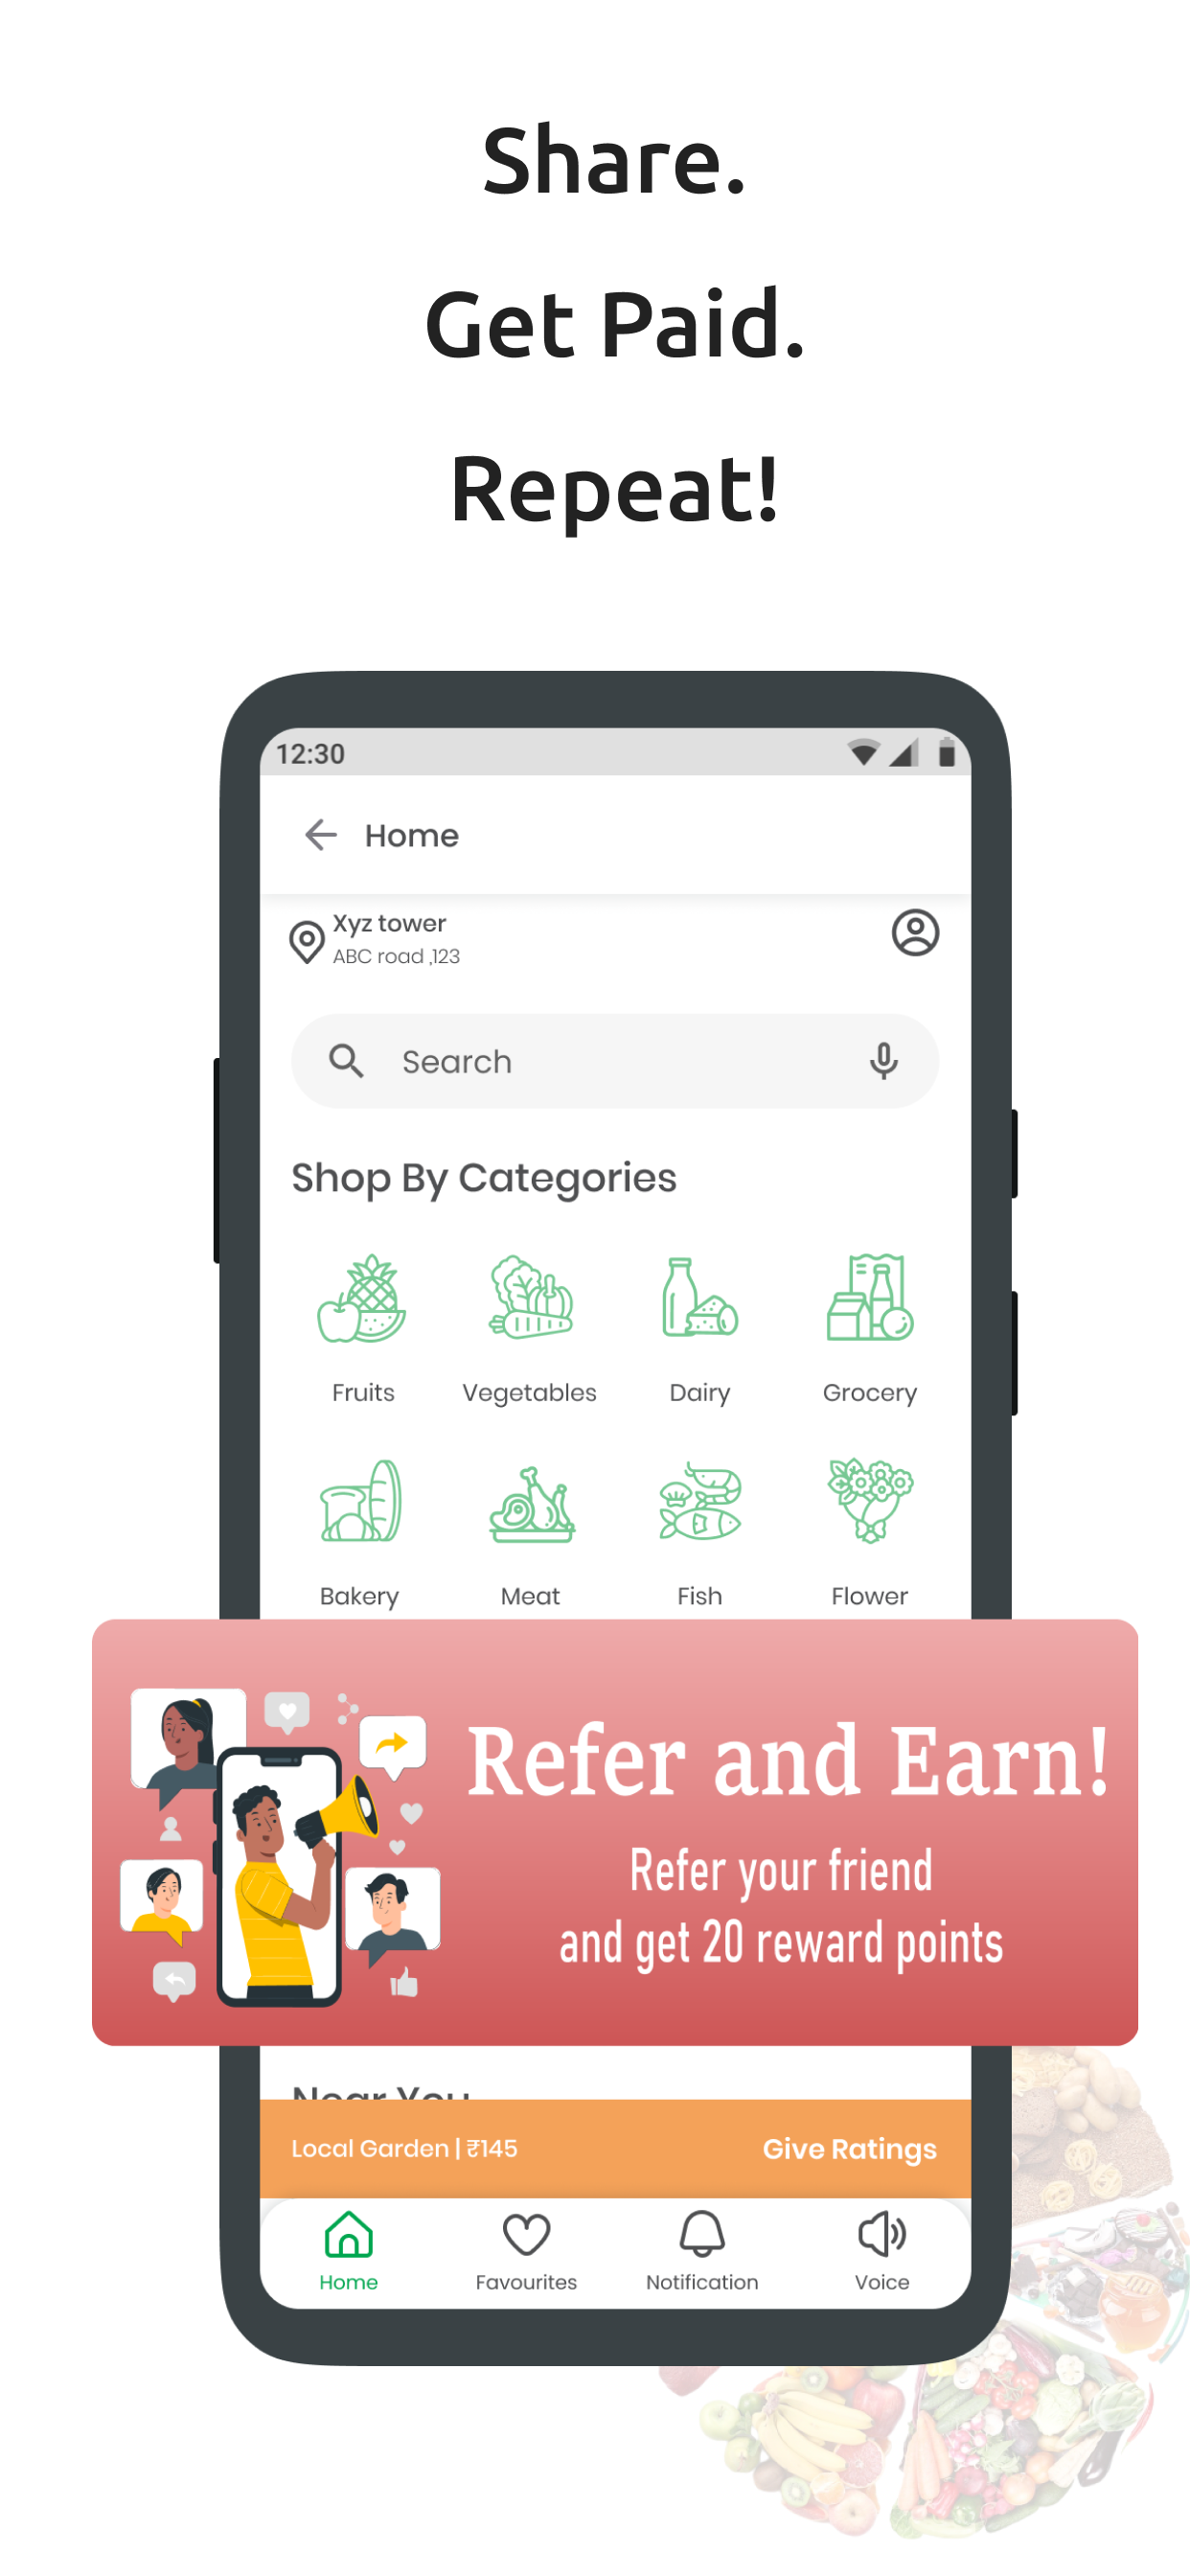 Share.
Get Paid.
Repeat!
12:30
Home
Xyz tower
ABC road ,123
Search
Shop By Categories
Fruits Vegetables Dairy Grocery
Bakery Meat Fish Flower
Refer and Earn!
Refer your friend
and get 20 reward points
Near You
Local Garden | ₹145 Give Ratings
Home Favourites Notification Voice